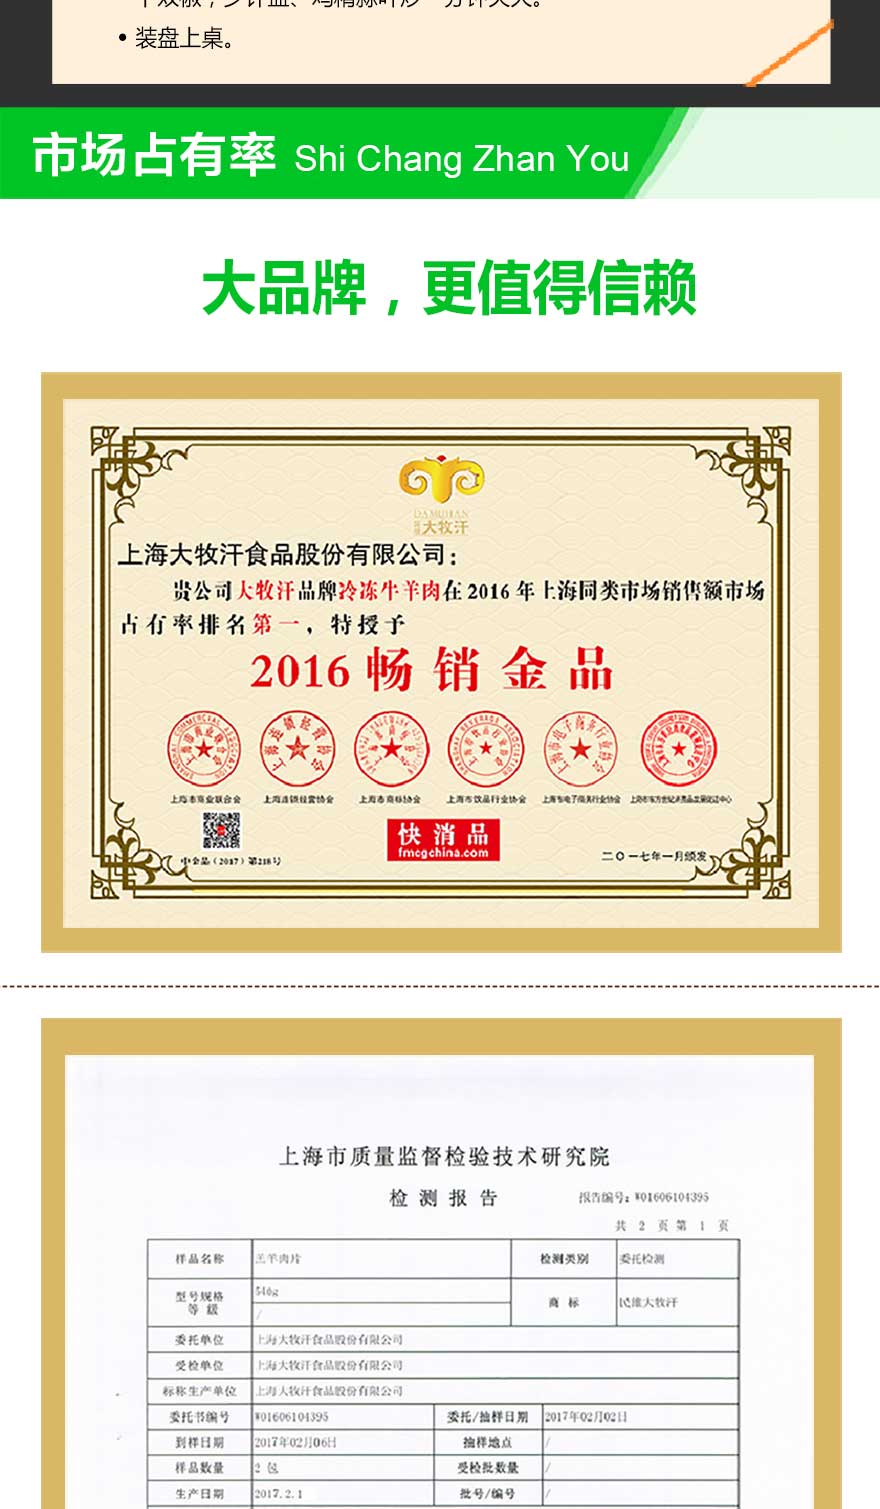 • 装盘上桌。
市场占有率 Shi Chang Zhan You
大品牌，更值得信赖
DAMUHAN
大牧汗
上海大牧汗食品股份有限公司：
贵公司大牧汗品牌冷冻牛羊肉在2016年上海同类市场销售额市场
占有率排名第一，特授予
2016畅销金品
上海市商业联合会 上海连锁经营协会 上海市商标协会 上海市饮品行业协会 上海市电子商务行业协会
快消品
fmcgchina.com
中金品（2017）第218号
二〇一七年一月颁发
上海市质量监督检验技术研究院
检测报告
报告编号：W01606104395
共 2 页 第 1 页
样品名称 羔羊肉片 检测类别 委托检测
型号规格等级 540g / 商标 民维大牧汗
委托单位 上海大牧汗食品股份有限公司
受检单位 上海大牧汗食品股份有限公司
标称生产单位 上海大牧汗食品股份有限公司
委托书编号 W01606104395 委托/抽样日期 2017年02月02日
到样日期 2017年02月06日 抽样地点 /
样品数量 2 包 受检批数量 /
生产日期 2017.2.1 批号/编号 /